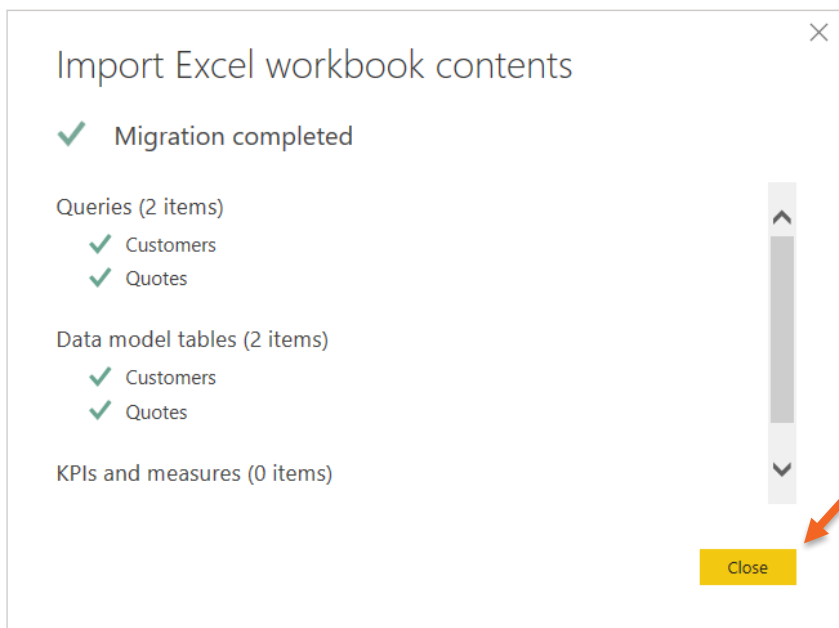 Import Excel workbook contents
Migration completed
Queries (2 items)
Customers
Quotes
Data model tables (2 items)
Customers
Quotes
KPIs and measures (0 items)
Close